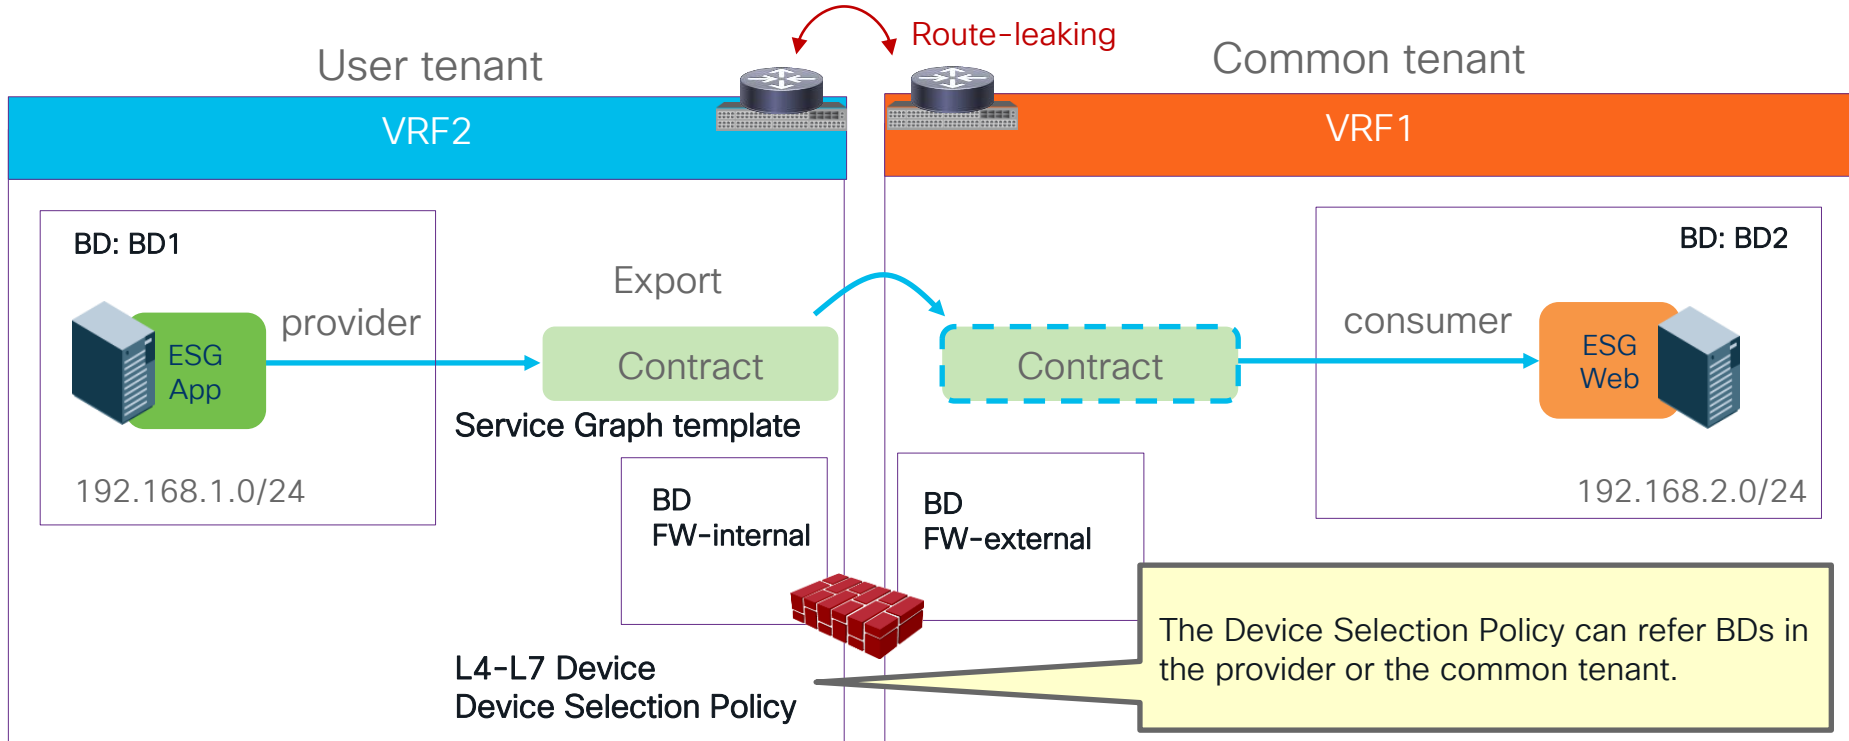 Route-leaking
User tenant
Common tenant
VRF2
VRF1
BD: BD1
BD: BD2
Export
provider
consumer
ESG
App
Contract
Contract
ESG
Web
Service Graph template
192.168.1.0/24
192.168.2.0/24
BD
FW-internal
BD
FW-external
L4-L7 Device
Device Selection Policy
The Device Selection Policy can refer BDs in
the provider or the common tenant.